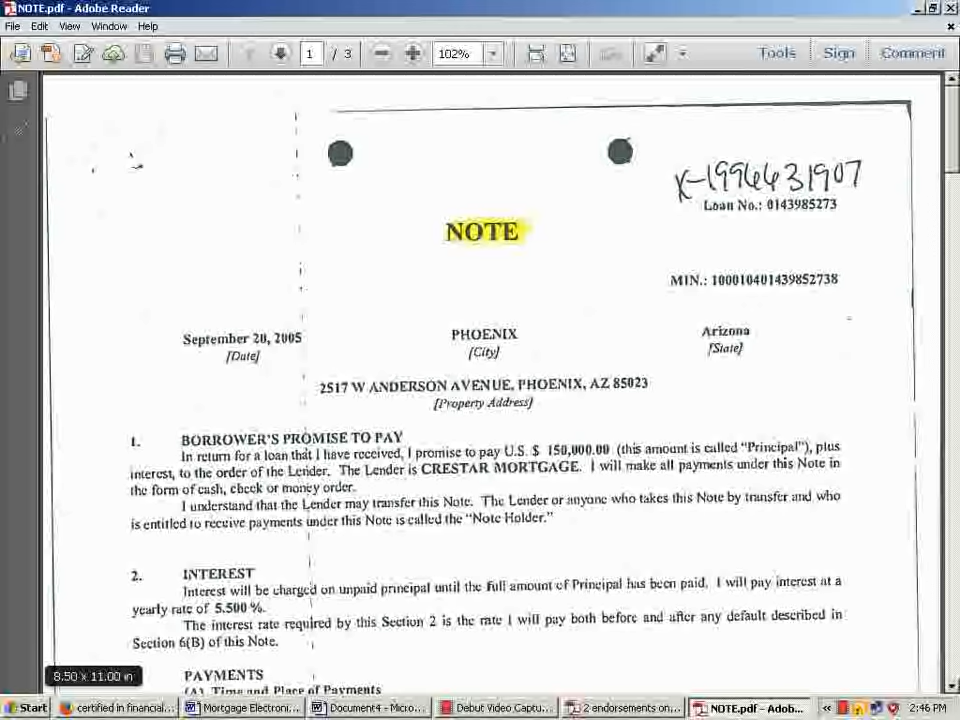 NOTE.pdf - Adobe Reader
File Edit View Window Help
1 / 3 102% Tools Sign Comment
X-1996431907
Loan No.: 0143985273
NOTE
MIN.: 100010401439852738
September 20, 2005 PHOENIX Arizona
[Date] [City] [State]
2517 W ANDERSON AVENUE, PHOENIX, AZ 85023
[Property Address]
1. BORROWER'S PROMISE TO PAY
In return for a loan that I have received, I promise to pay U.S. $ 150,000.00 (this amount is called "Principal"), plus
interest, to the order of the Lender. The Lender is CRESTAR MORTGAGE. I will make all payments under this Note in
the form of cash, check or money order.
I understand that the Lender may transfer this Note. The Lender or anyone who takes this Note by transfer and who
is entitled to receive payments under this Note is called the "Note Holder."
2. INTEREST
Interest will be charged on unpaid principal until the full amount of Principal has been paid. I will pay interest at a
yearly rate of 5.500 %.
The interest rate required by this Section 2 is the rate I will pay both before and after any default described in
Section 6(B) of this Note.
PAYMENTS
(A) Time and Place of Payments
8.50 x 11.00 in
Start certified in financial... Mortgage Electroni... Document4 - Micro... Debut Video Captu... 2 endorsements on... NOTE.pdf - Adob... 2:46 PM